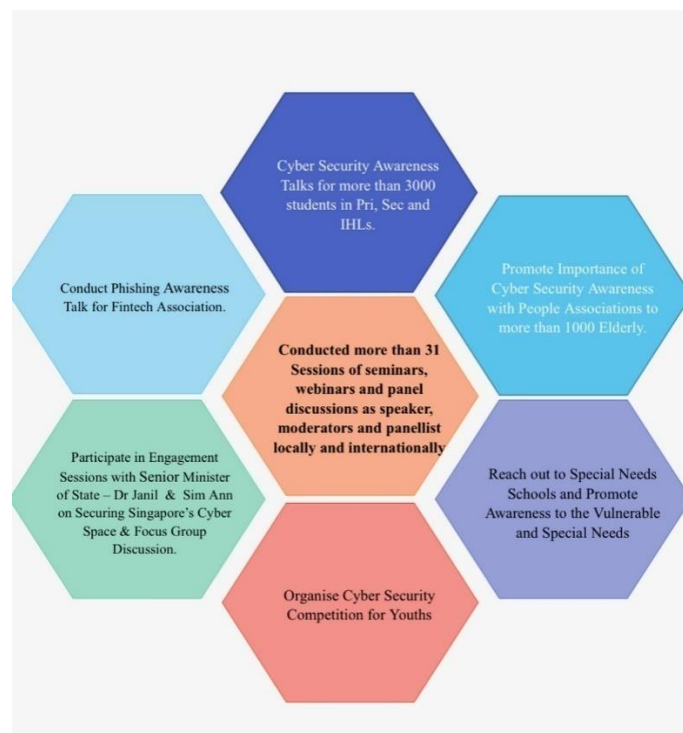 Cyber Security Awareness
Talks for more than 3000
students in Pri, Sec and
IHLs.
Conduct Phishing Awareness
Talk for Fintech Association.
Promote Importance of
Cyber Security Awareness
with People Associations to
more than 1000 Elderly.
Conducted more than 31
Sessions of seminars,
webinars and panel
discussions as speaker,
moderators and panellist
locally and internationally
Participate in Engagement
Sessions with Senior Minister
of State – Dr Janil & Sim Ann
on Securing Singapore's Cyber
Space & Focus Group
Discussion.
Reach out to Special Needs
Schools and Promote
Awareness to the Vulnerable
and Special Needs
Organise Cyber Security
Competition for Youths